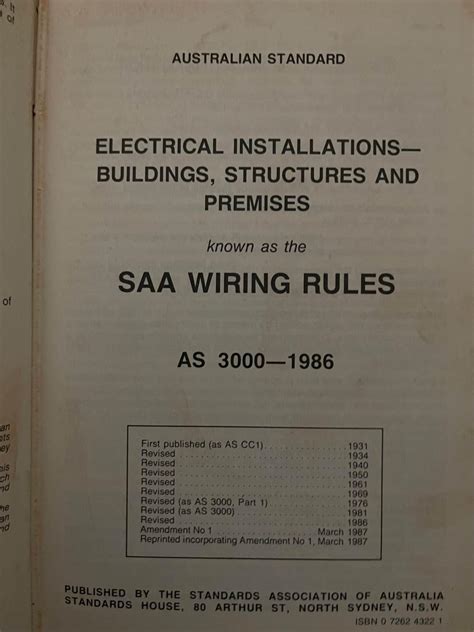 AUSTRALIAN STANDARD
ELECTRICAL INSTALLATIONS—
BUILDINGS, STRUCTURES AND
PREMISES
known as the
SAA WIRING RULES
AS 3000—1986
First published (as AS CC1) 1931
Revised 1934
Revised 1940
Revised 1950
Revised 1961
Revised 1969
Revised (as AS 3000, Part 1) 1976
Revised (as AS 3000) 1981
Revised 1986
Amendment No 1 March 1987
Reprinted incorporating Amendment No 1, March 1987
PUBLISHED BY THE STANDARDS ASSOCIATION OF AUSTRALIA
STANDARDS HOUSE, 80 ARTHUR ST, NORTH SYDNEY, N.S.W.
ISBN 0 7262 4322 1
of